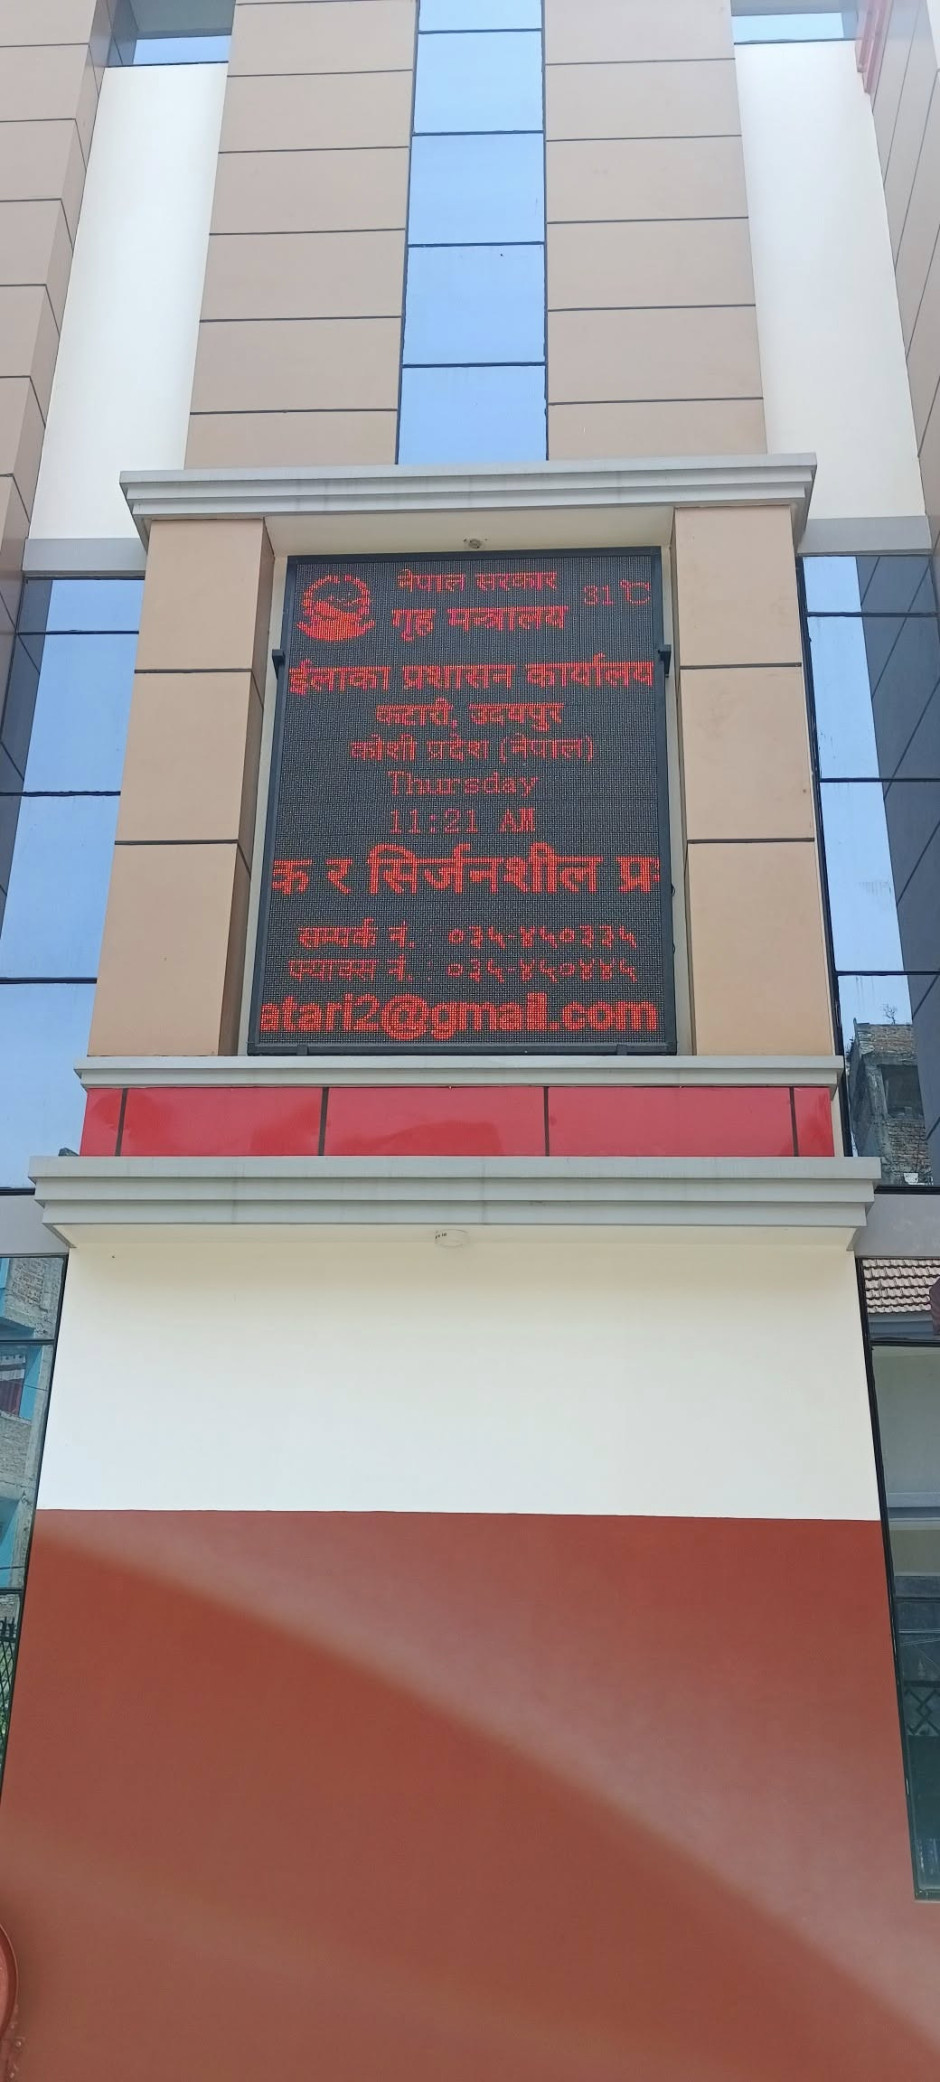 नेपाल सरकार
31℃
गृह मन्त्रालय
ईलाका प्रशासन कार्यालय
कटारी, उदयपुर
कोशी प्रदेश (नेपाल)
Thursday
11:21 AM
क र सिर्जनशील प्र
सम्पर्क नं. : ०३५-४५०३३५
फ्याक्स नं. : ०३५-४५०४४५
atari2@gmail.com